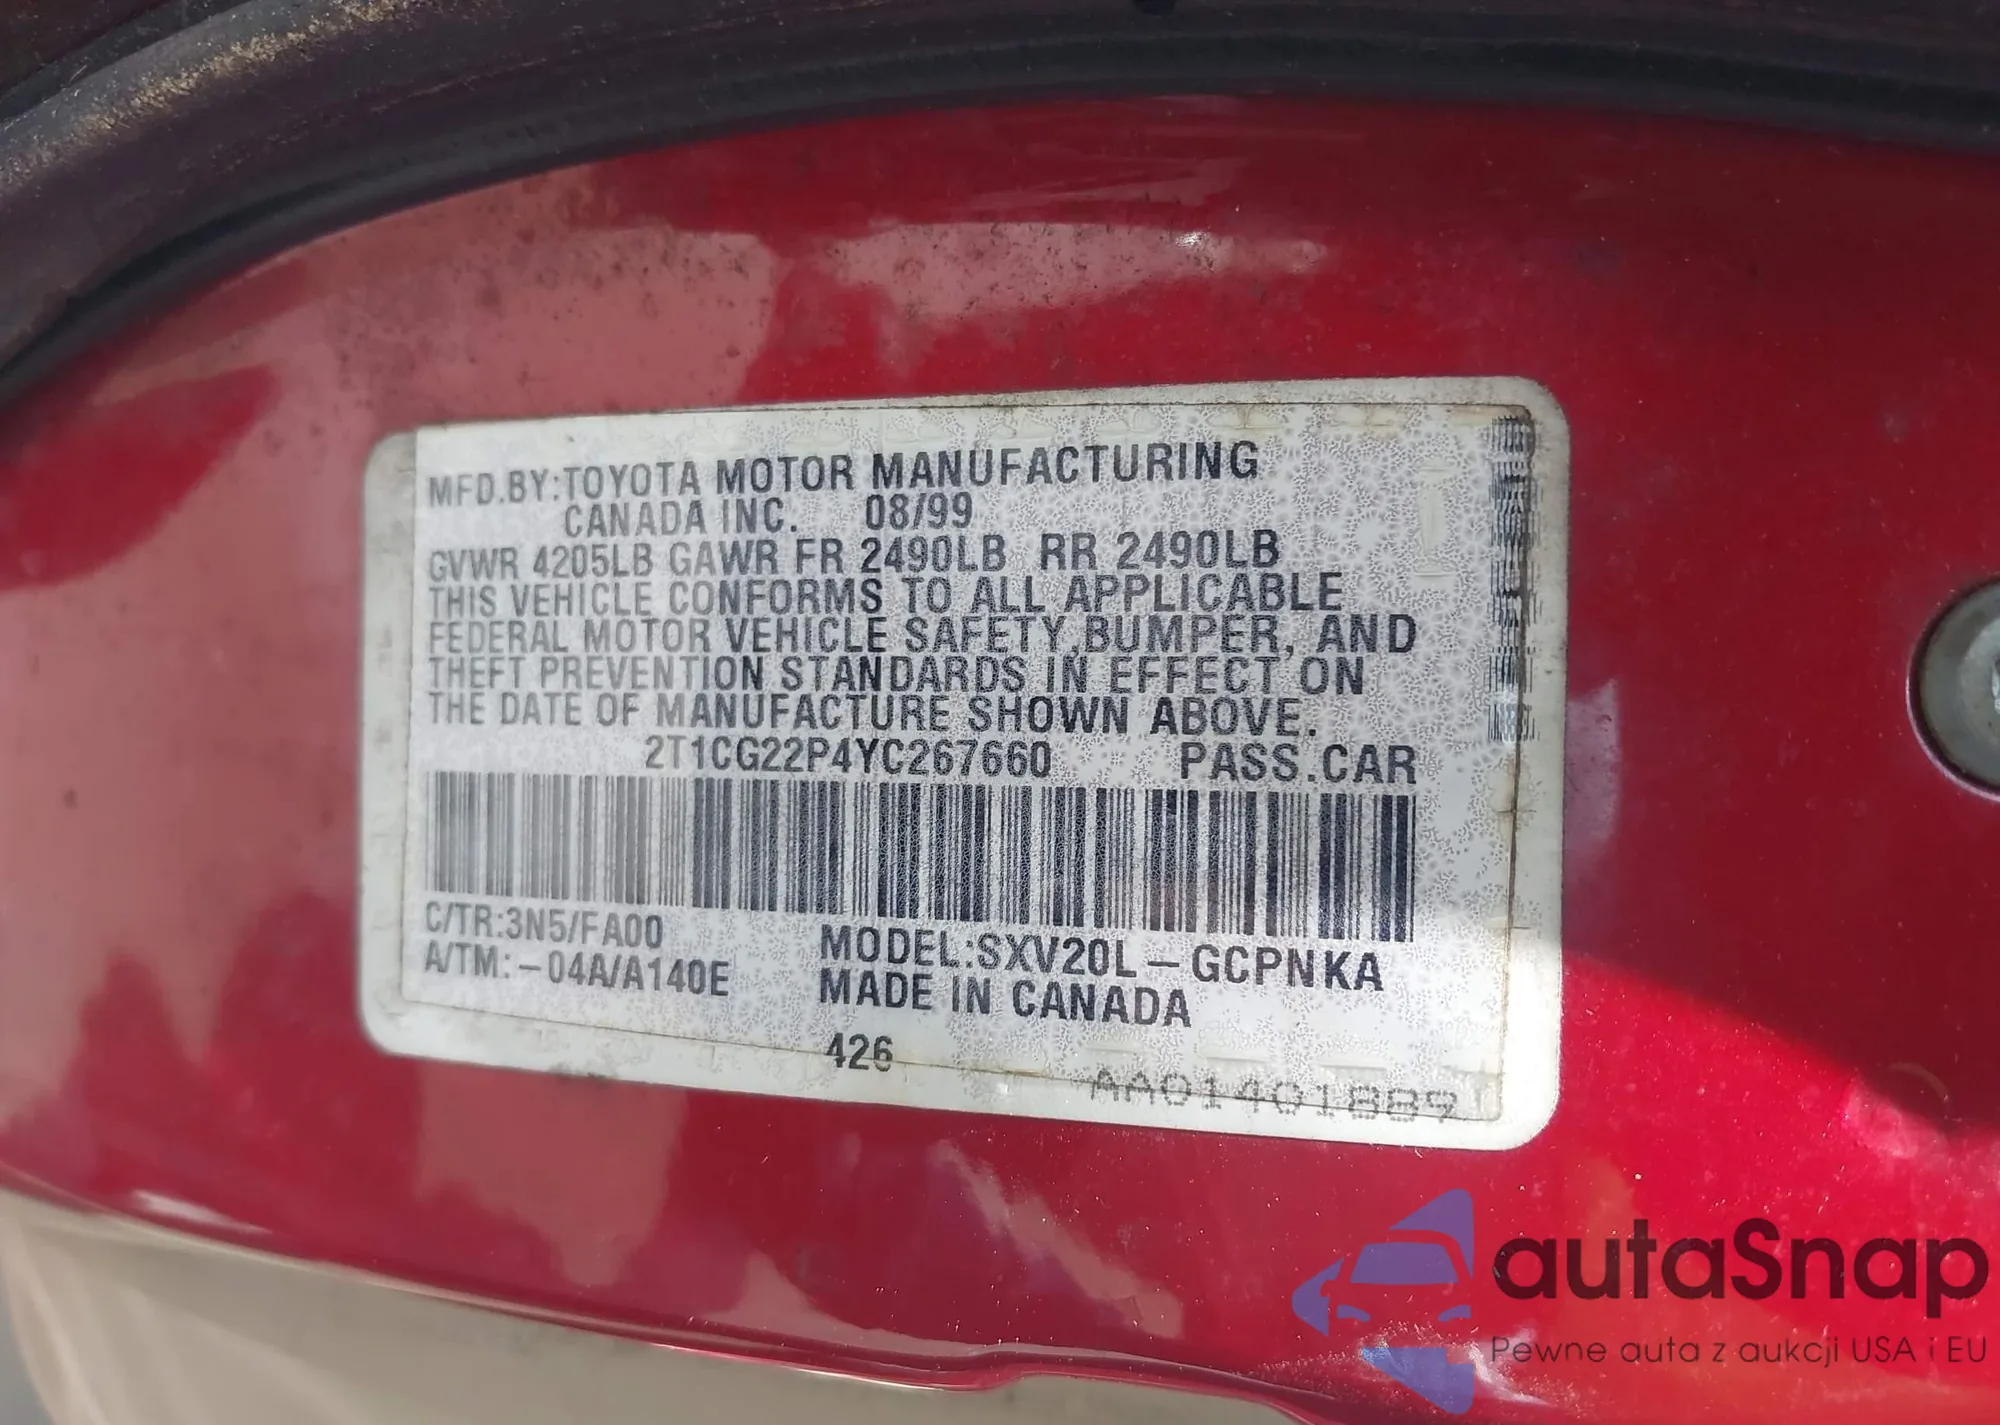 MFD.BY:TOYOTA MOTOR MANUFACTURING
CANADA INC. 08/99
GVWR 4205LB GAWR FR 2490LB RR 2490LB
THIS VEHICLE CONFORMS TO ALL APPLICABLE
FEDERAL MOTOR VEHICLE SAFETY,BUMPER, AND
THEFT PREVENTION STANDARDS IN EFFECT ON
THE DATE OF MANUFACTURE SHOWN ABOVE.
2T1CG22P4YC267660 PASS.CAR
C/TR:3N5/FA00
A/TM:-04A/A140E
MODEL:SXV20L-GCPNKA
MADE IN CANADA
426
AA01401889
autaSnap
Pewne auta z aukcji USA i EU